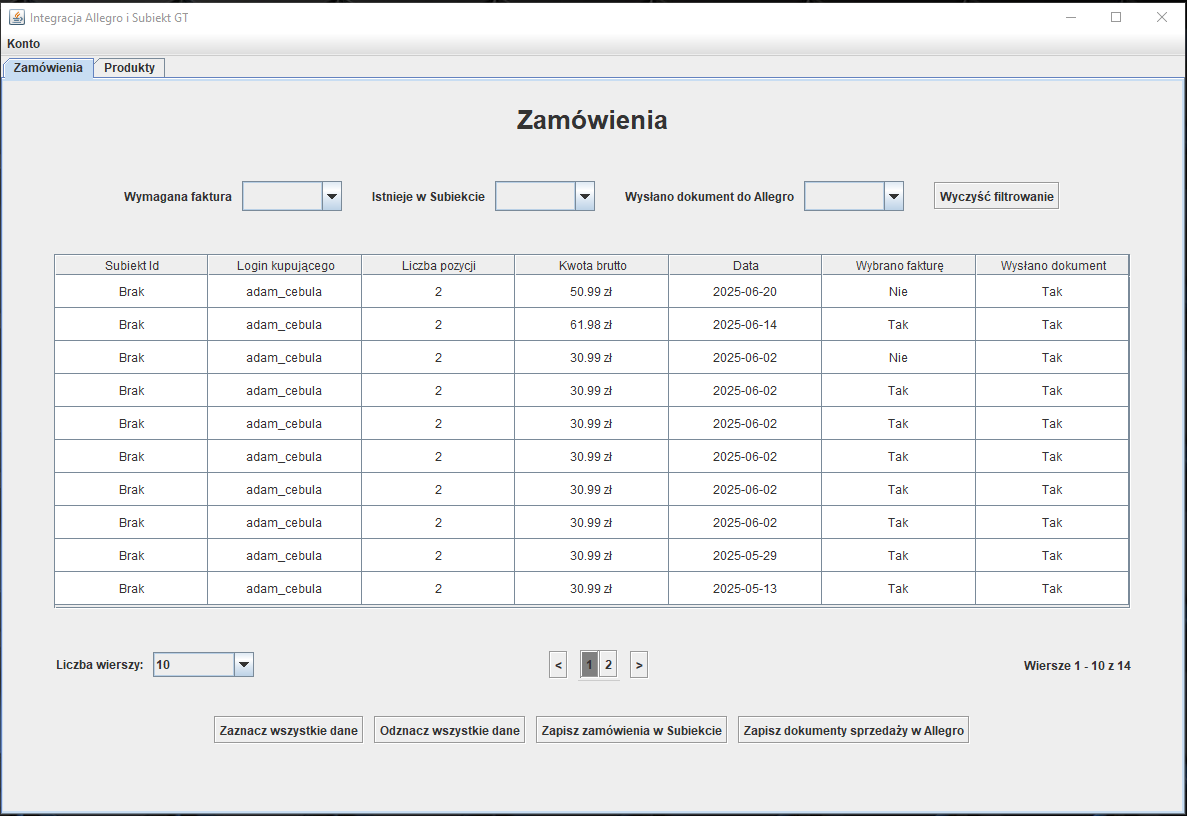 Integracja Allegro i Subiekt GT
Konto
Zamówienia Produkty
Zamówienia
Wymagana faktura Istnieje w Subiekcie Wysłano dokument do Allegro Wyczyść filtrowanie
Subiekt Id Login kupującego Liczba pozycji Kwota brutto Data Wybrano fakturę Wysłano dokument
Brak adam_cebula 2 50.99 zł 2025-06-20 Nie Tak
Brak adam_cebula 2 61.98 zł 2025-06-14 Tak Tak
Brak adam_cebula 2 30.99 zł 2025-06-02 Nie Tak
Brak adam_cebula 2 30.99 zł 2025-06-02 Tak Tak
Brak adam_cebula 2 30.99 zł 2025-06-02 Tak Tak
Brak adam_cebula 2 30.99 zł 2025-06-02 Tak Tak
Brak adam_cebula 2 30.99 zł 2025-06-02 Tak Tak
Brak adam_cebula 2 30.99 zł 2025-06-02 Tak Tak
Brak adam_cebula 2 30.99 zł 2025-05-29 Tak Tak
Brak adam_cebula 2 30.99 zł 2025-05-13 Tak Tak
Liczba wierszy: 10 < 1 2 > Wiersze 1 - 10 z 14
Zaznacz wszystkie dane Odznacz wszystkie dane Zapisz zamówienia w Subiekcie Zapisz dokumenty sprzedaży w Allegro